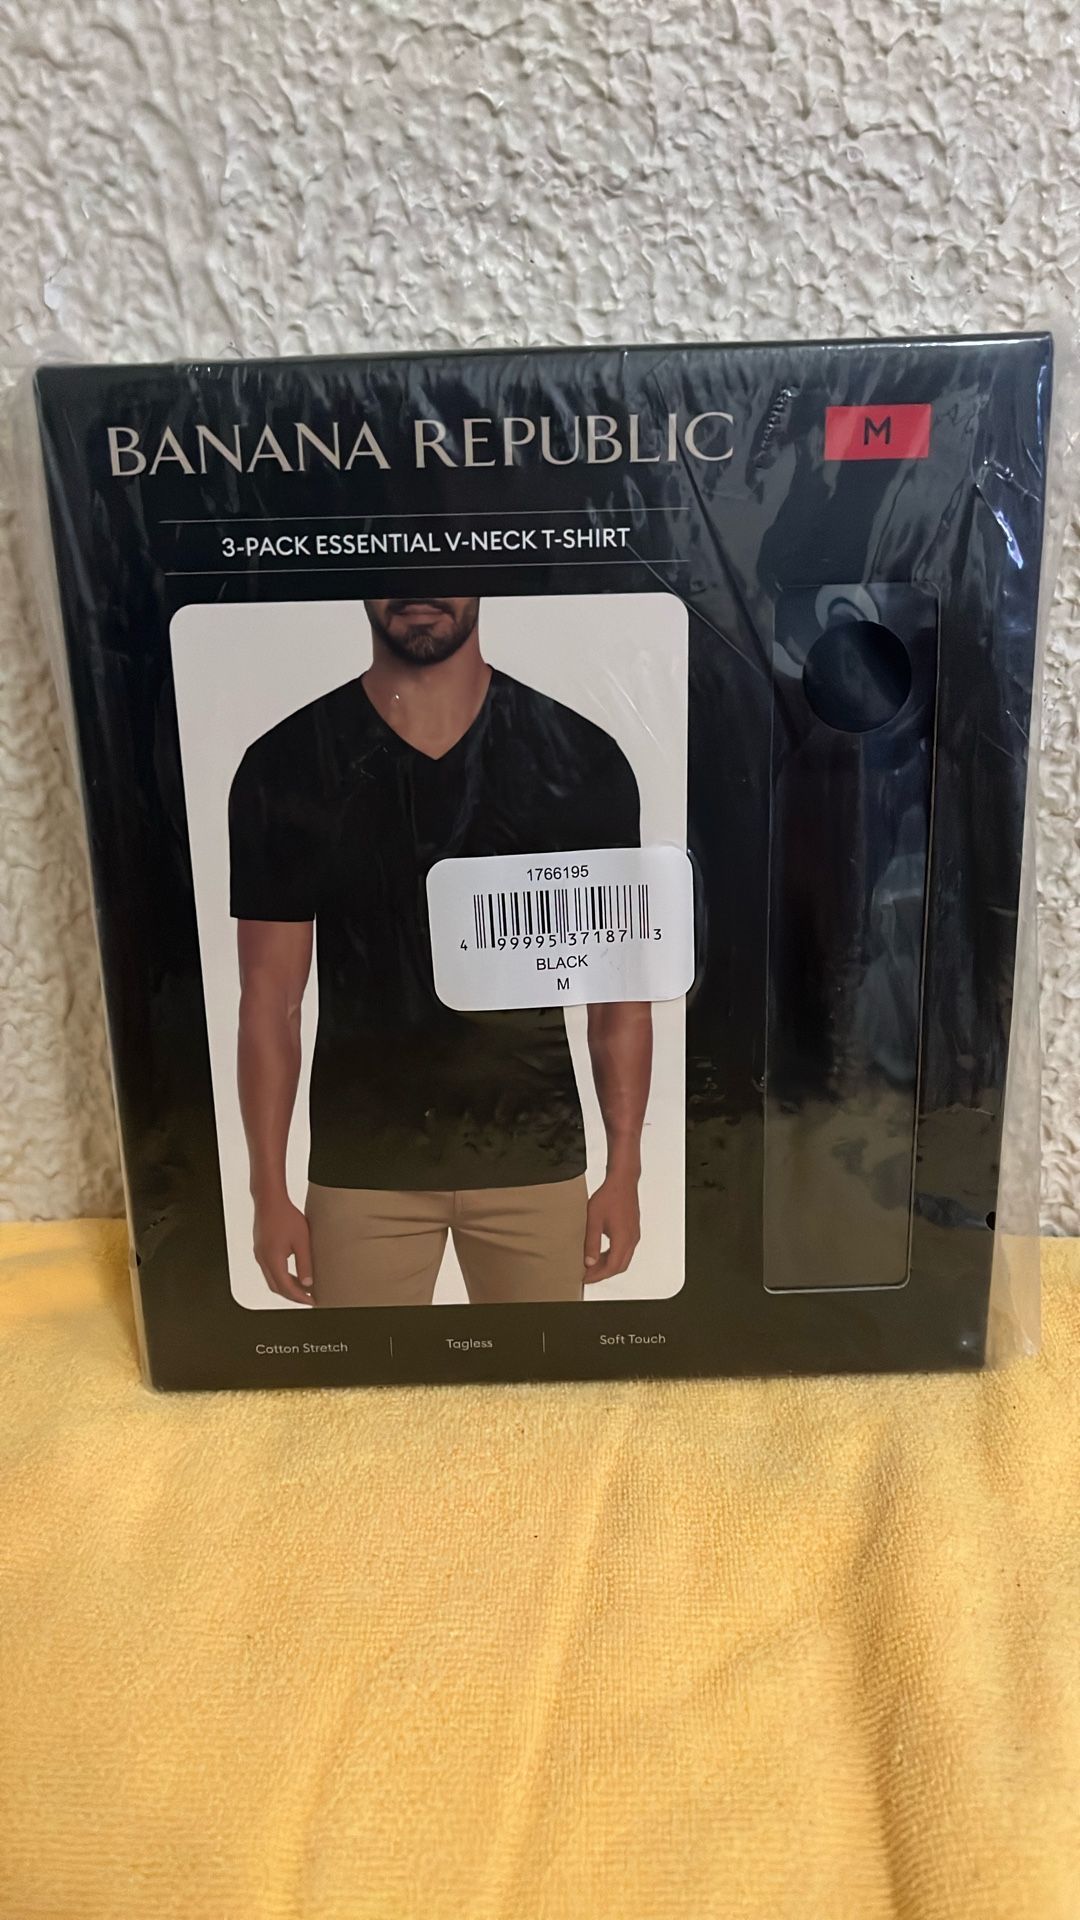 BANANA REPUBLIC
M
3-PACK ESSENTIAL V-NECK T-SHIRT
1766195
4 99995 37187 3
BLACK
M
Cotton Stretch | Tagless | Soft Touch